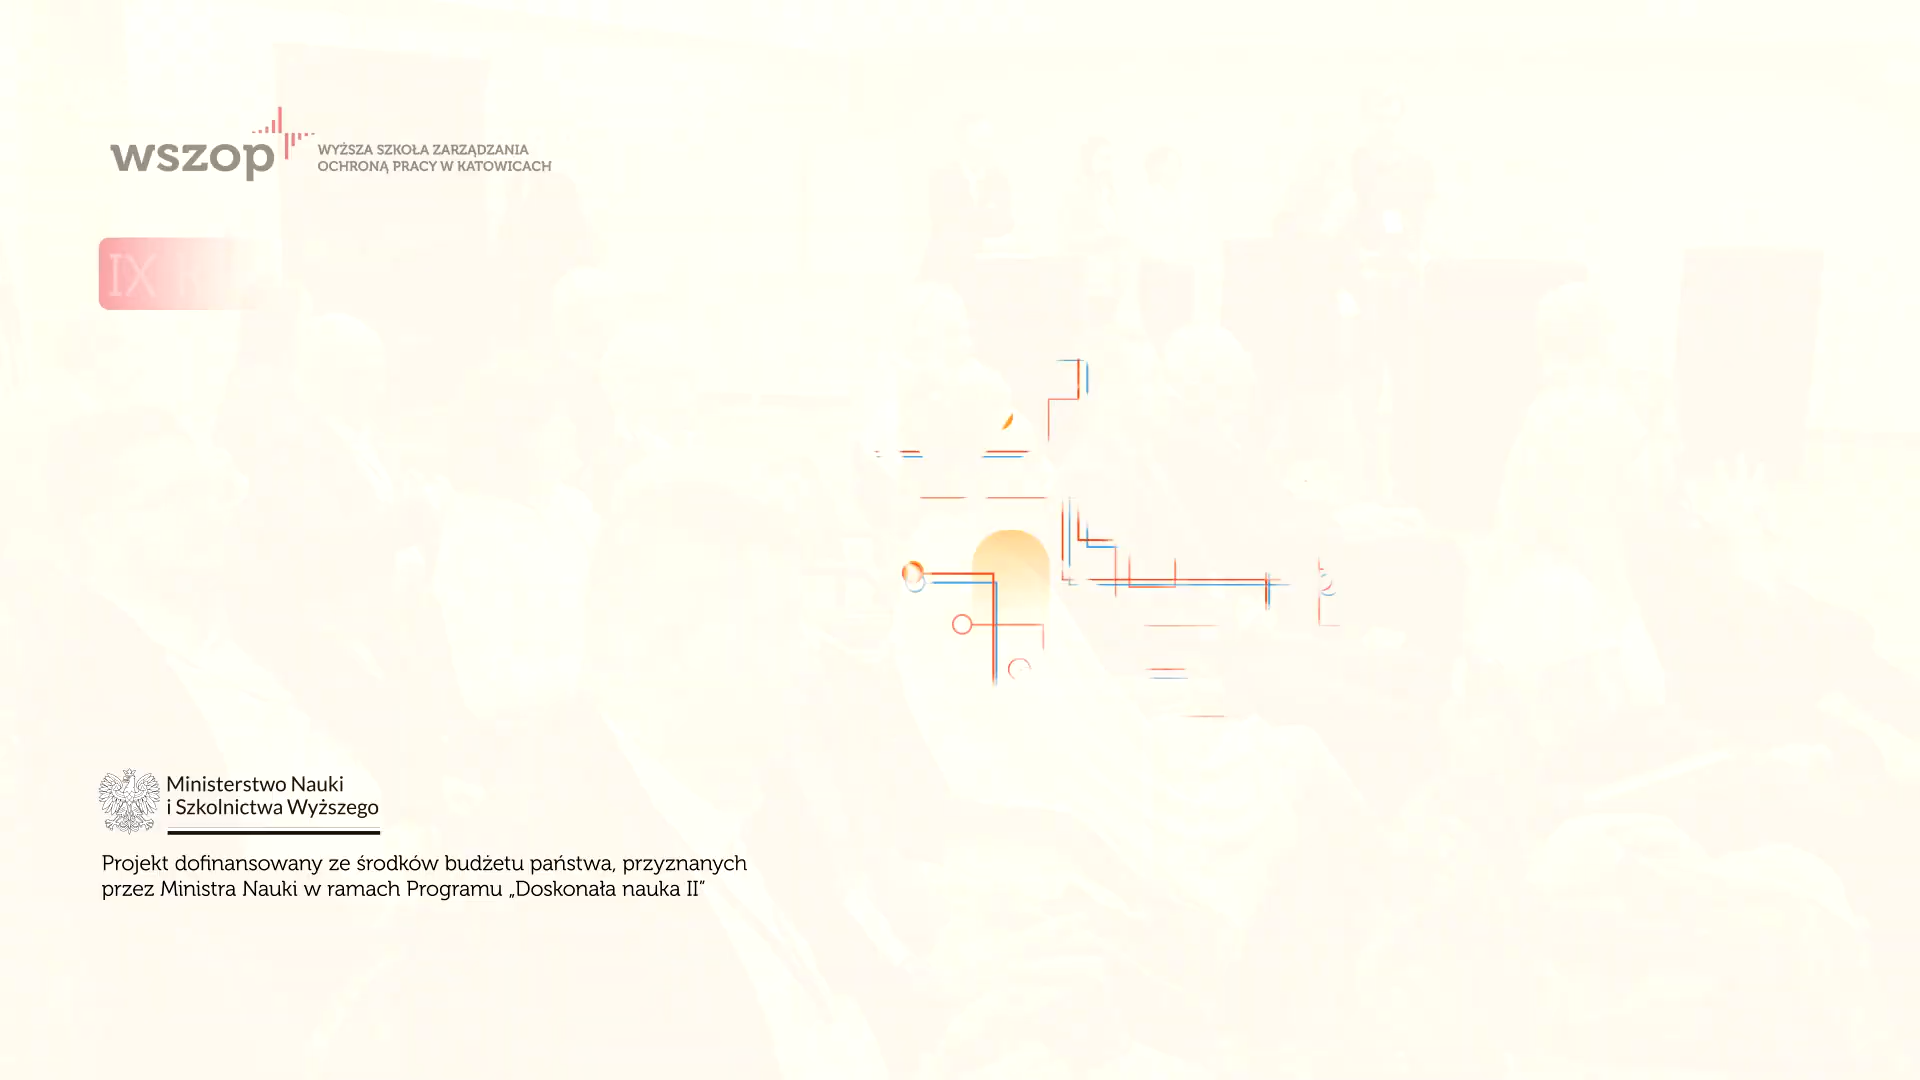 wszop
WYŻSZA SZKOŁA ZARZĄDZANIA
OCHRONĄ PRACY W KATOWICACH
IX
Ministerstwo Nauki
i Szkolnictwa Wyższego
Projekt dofinansowany ze środków budżetu państwa, przyznanych
przez Ministra Nauki w ramach Programu „Doskonała nauka II”